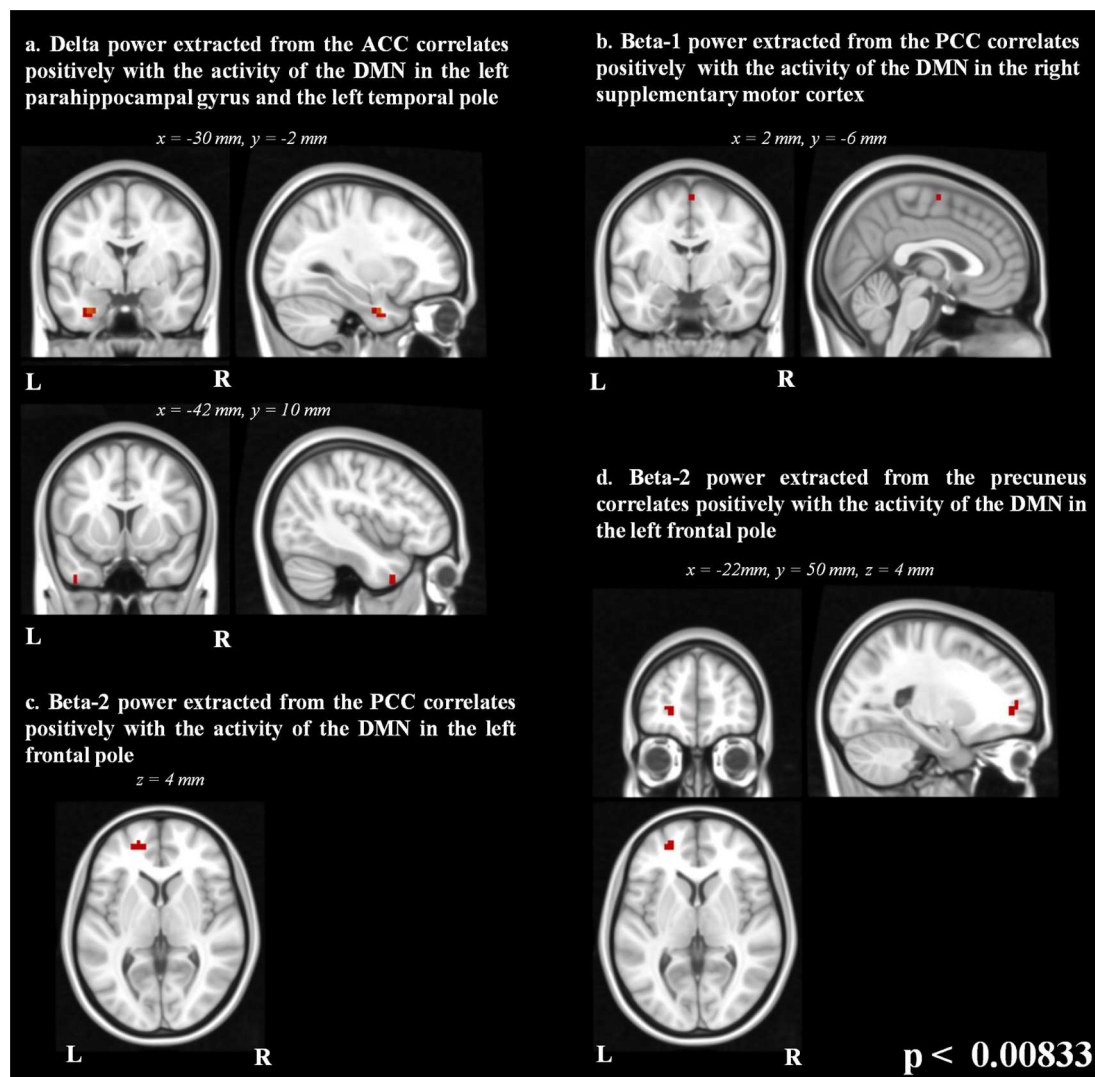 a. Delta power extracted from the ACC correlates
positively with the activity of the DMN in the left
parahippocampal gyrus and the left temporal pole
x = -30 mm, y = -2 mm
L R
x = -42 mm, y = 10 mm
L R
b. Beta-1 power extracted from the PCC correlates
positively with the activity of the DMN in the right
supplementary motor cortex
x = 2 mm, y = -6 mm
L R
c. Beta-2 power extracted from the PCC correlates
positively with the activity of the DMN in the left
frontal pole
z = 4 mm
L R
d. Beta-2 power extracted from the precuneus
correlates positively with the activity of the DMN in
the left frontal pole
x = -22mm, y = 50 mm, z = 4 mm
L R
p < 0.00833